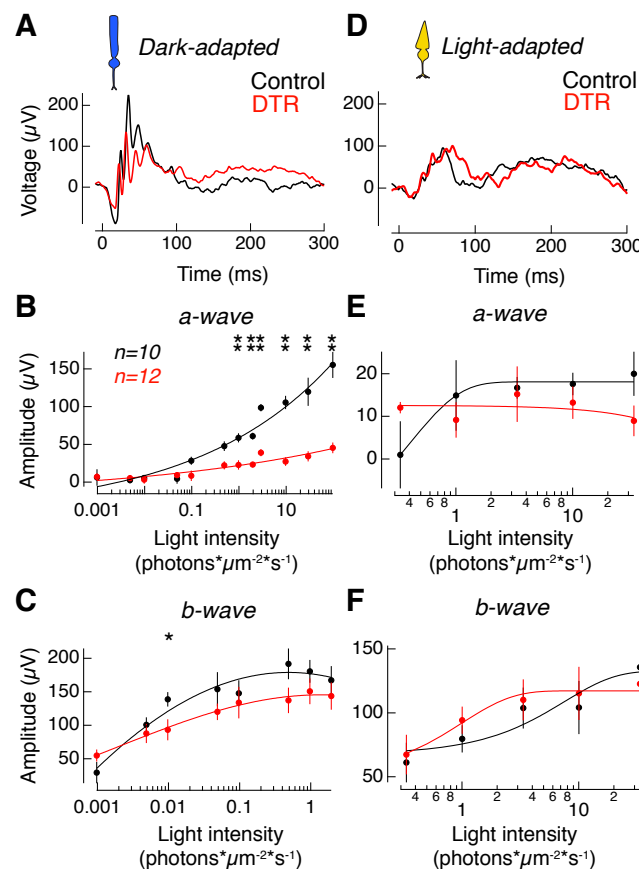 A
Dark-adapted
Control
DTR
Voltage (µV)
200
100
0
0
100
200
300
Time (ms)
D
Light-adapted
Control
DTR
200
100
0
0
100
200
300
Time (ms)
B
a-wave
n=10
n=12
* * * * * *
* * * * * *
Amplitude (µV)
150
100
50
0
0.001
0.1
10
Light intensity
(photons*µm-2*s-1)
E
a-wave
20
10
0
4
6
8
1
2
4
6
8
10
2
Light intensity
(photons*µm-2*s-1)
C
b-wave
*
Amplitude (µV)
200
150
100
50
0.001
0.01
0.1
1
Light intensity
(photons*µm-2*s-1)
F
b-wave
150
100
50
4
6
8
1
2
4
6
8
10
2
Light intensity
(photons*µm-2*s-1)